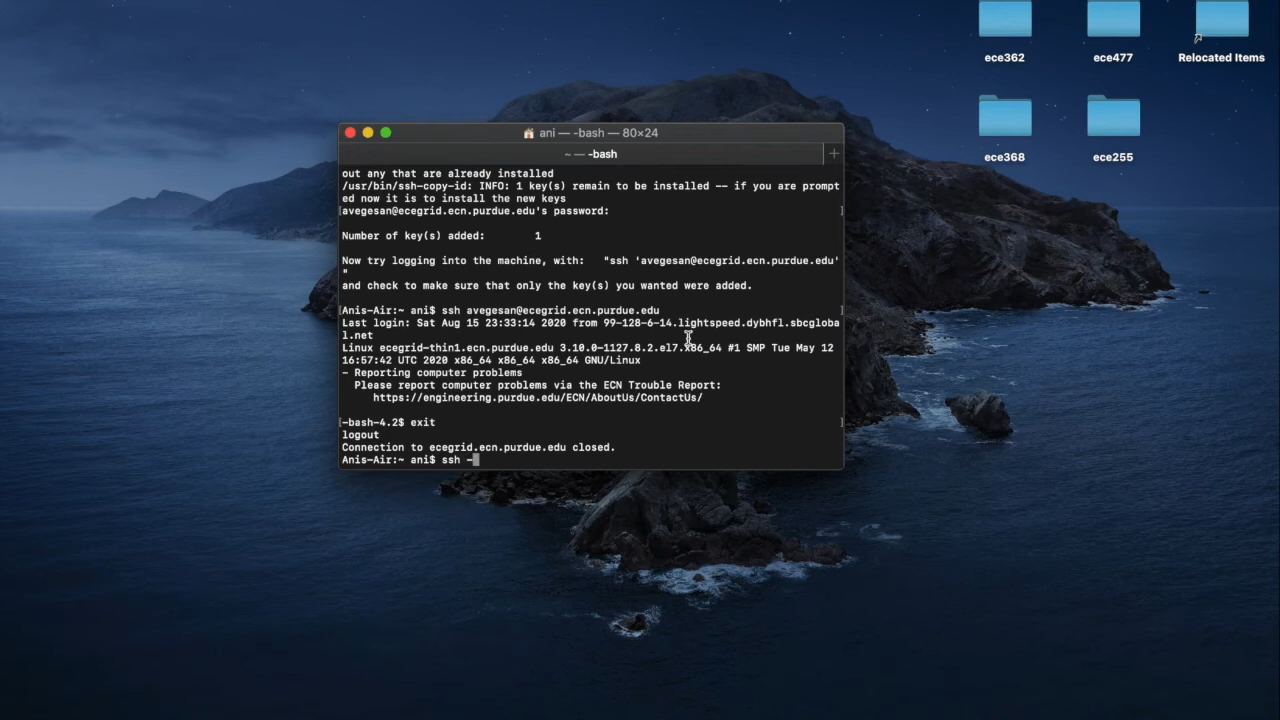 ece362
ece477
Relocated Items
ece368
ece255
ani — -bash — 80×24
~ — -bash
out any that are already installed
/usr/bin/ssh-copy-id: INFO: 1 key(s) remain to be installed -- if you are prompt
ed now it is to install the new keys
[avegesan@ecegrid.ecn.purdue.edu's password: ]
Number of key(s) added: 1
Now try logging into the machine, with: "ssh 'avegesan@ecegrid.ecn.purdue.edu'
"
and check to make sure that only the key(s) you wanted were added.
[Anis-Air:~ ani$ ssh avegesan@ecegrid.ecn.purdue.edu ]
Last login: Sat Aug 15 23:33:14 2020 from 99-128-6-14.lightspeed.dybhfl.sbcgloba
l.net
Linux ecegrid-thin1.ecn.purdue.edu 3.10.0-1127.8.2.el7.x86_64 #1 SMP Tue May 12
16:57:42 UTC 2020 x86_64 x86_64 x86_64 GNU/Linux
- Reporting computer problems
Please report computer problems via the ECN Trouble Report:
https://engineering.purdue.edu/ECN/AboutUs/ContactUs/
[-bash-4.2$ exit ]
logout
Connection to ecegrid.ecn.purdue.edu closed.
Anis-Air:~ ani$ ssh -